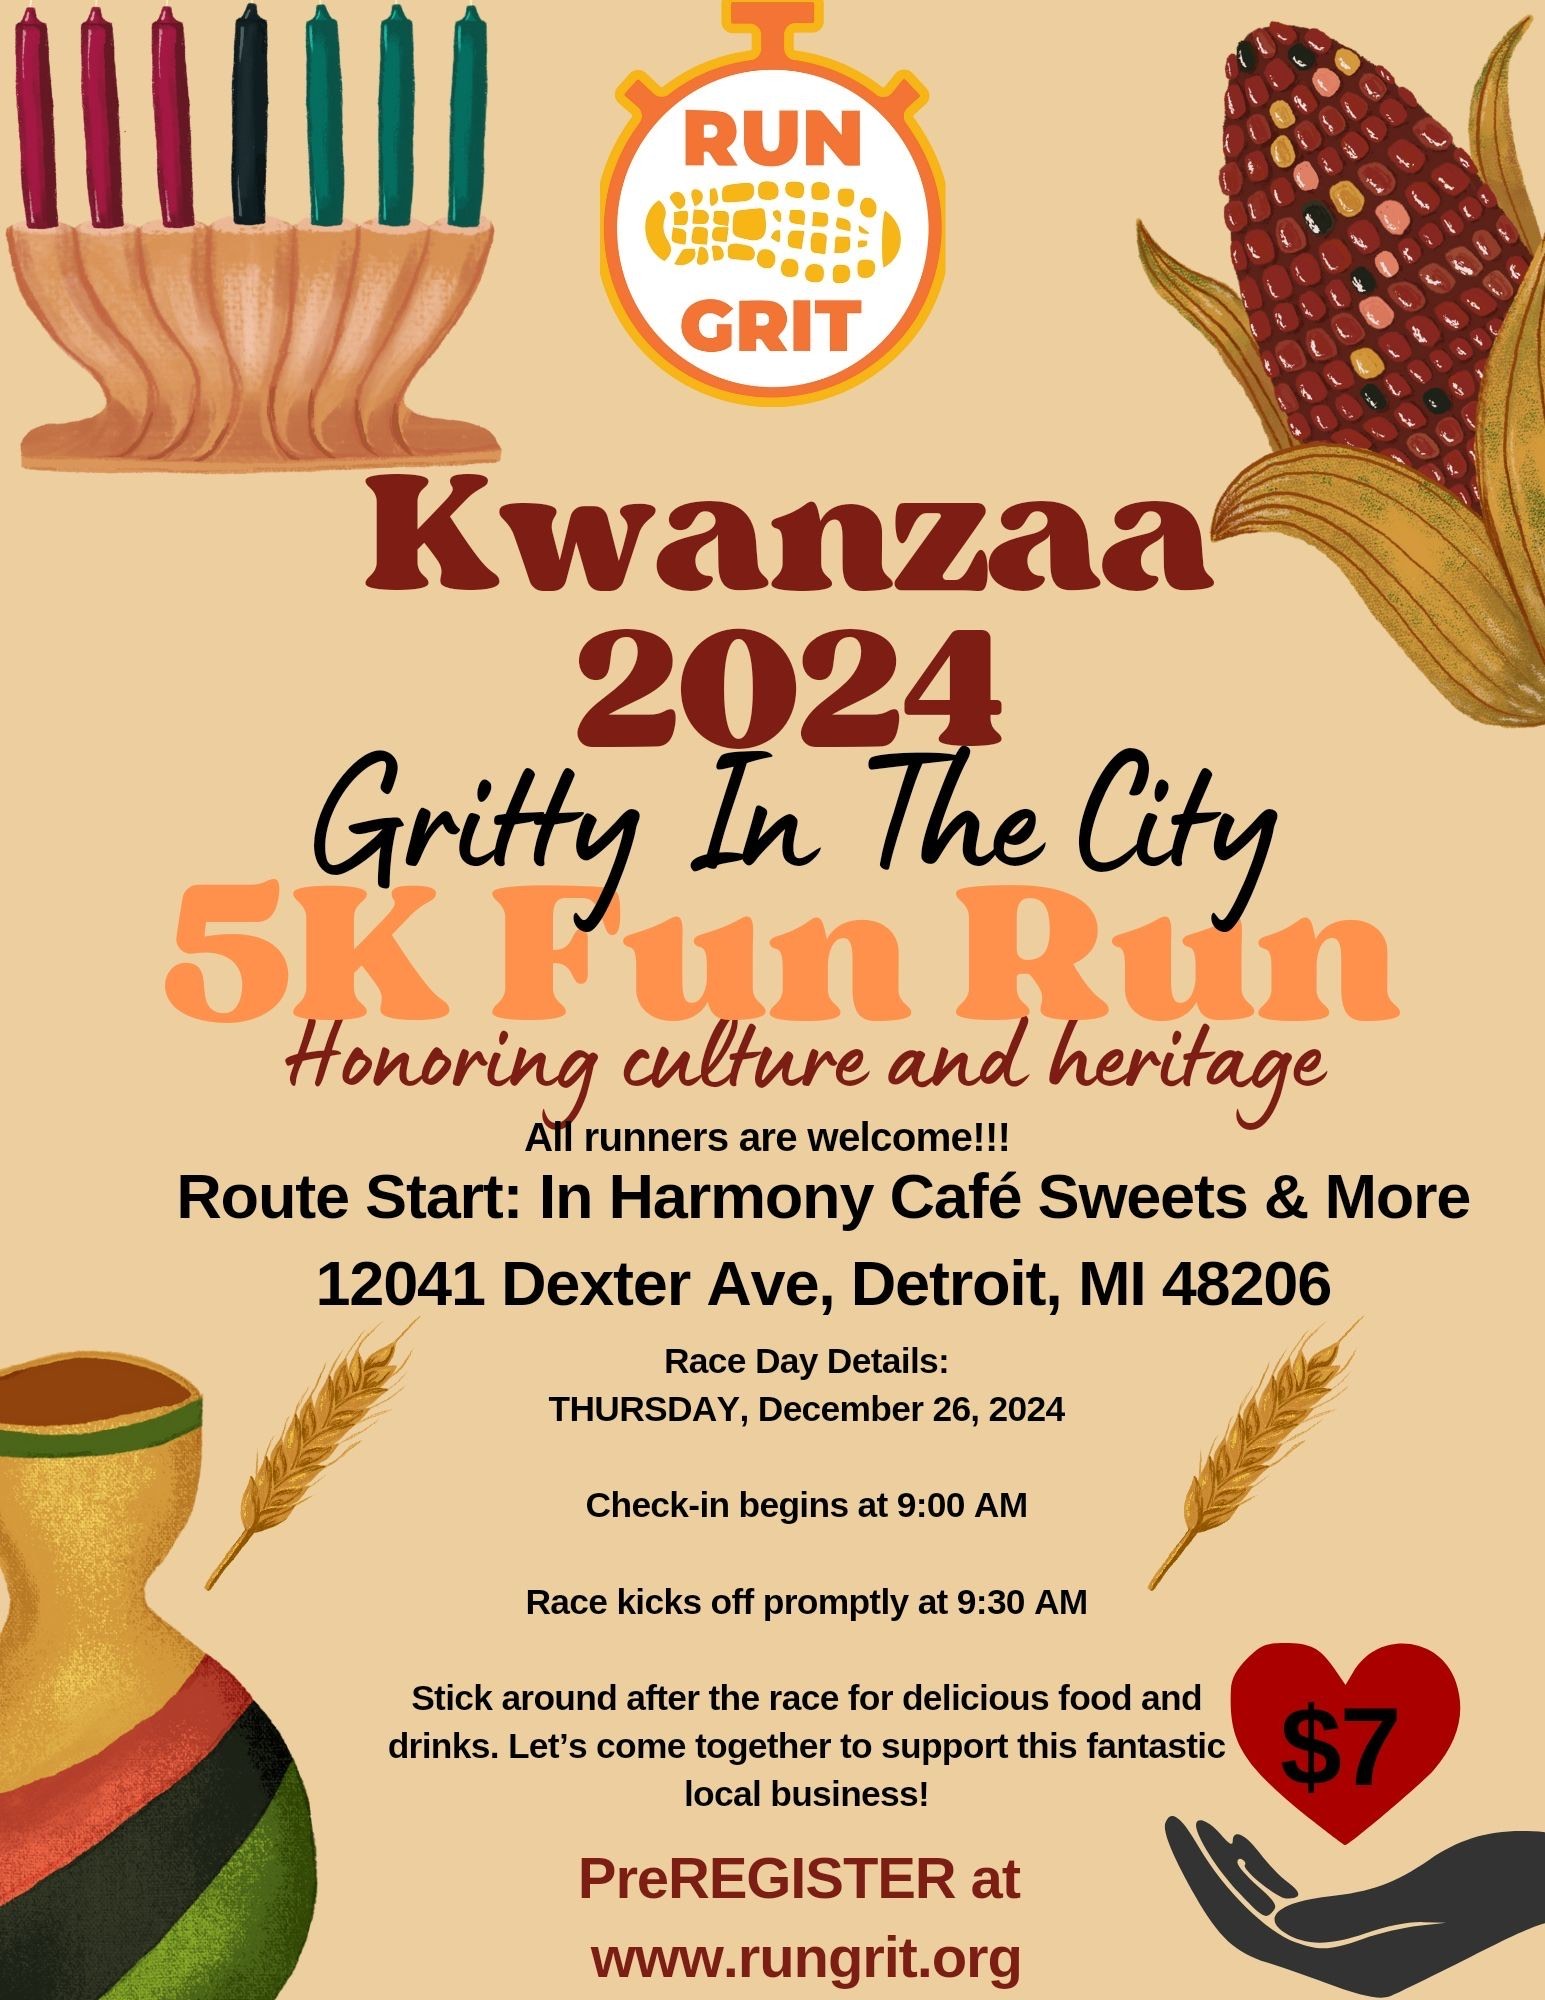 RUN
GRIT
Kwanzaa
2024
Gritty In The City
5K Fun Run
Honoring culture and heritage
All runners are welcome!!!
Route Start: In Harmony Café Sweets & More
12041 Dexter Ave, Detroit, MI 48206
Race Day Details:
THURSDAY, December 26, 2024
Check-in begins at 9:00 AM
Race kicks off promptly at 9:30 AM
Stick around after the race for delicious food and
drinks. Let’s come together to support this fantastic
local business!
$7
PreREGISTER at
www.rungrit.org